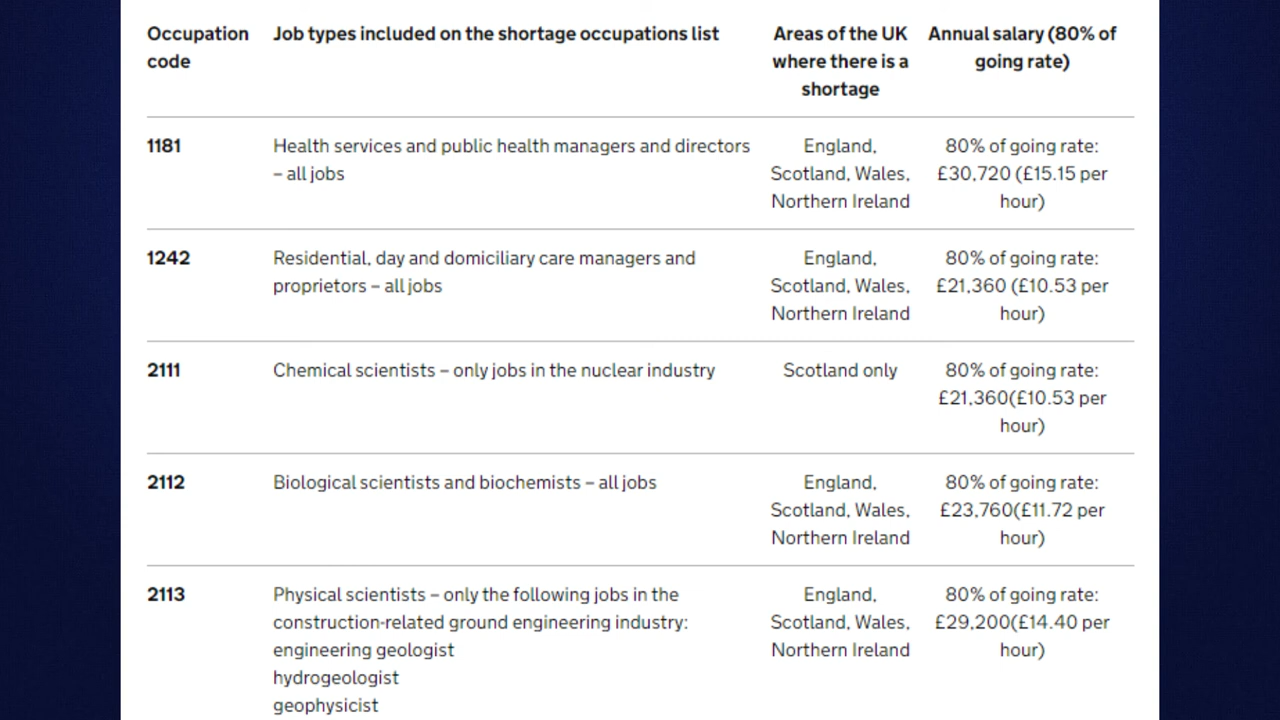 Occupation code
Job types included on the shortage occupations list
Areas of the UK where there is a shortage
Annual salary (80% of going rate)
1181
Health services and public health managers and directors
– all jobs
England,
Scotland, Wales,
Northern Ireland
80% of going rate:
£30,720 (£15.15 per
hour)
1242
Residential, day and domiciliary care managers and
proprietors – all jobs
England,
Scotland, Wales,
Northern Ireland
80% of going rate:
£21,360 (£10.53 per
hour)
2111
Chemical scientists – only jobs in the nuclear industry
Scotland only
80% of going rate:
£21,360(£10.53 per
hour)
2112
Biological scientists and biochemists – all jobs
England,
Scotland, Wales,
Northern Ireland
80% of going rate:
£23,760(£11.72 per
hour)
2113
Physical scientists – only the following jobs in the
construction-related ground engineering industry:
engineering geologist
hydrogeologist
geophysicist
England,
Scotland, Wales,
Northern Ireland
80% of going rate:
£29,200(£14.40 per
hour)